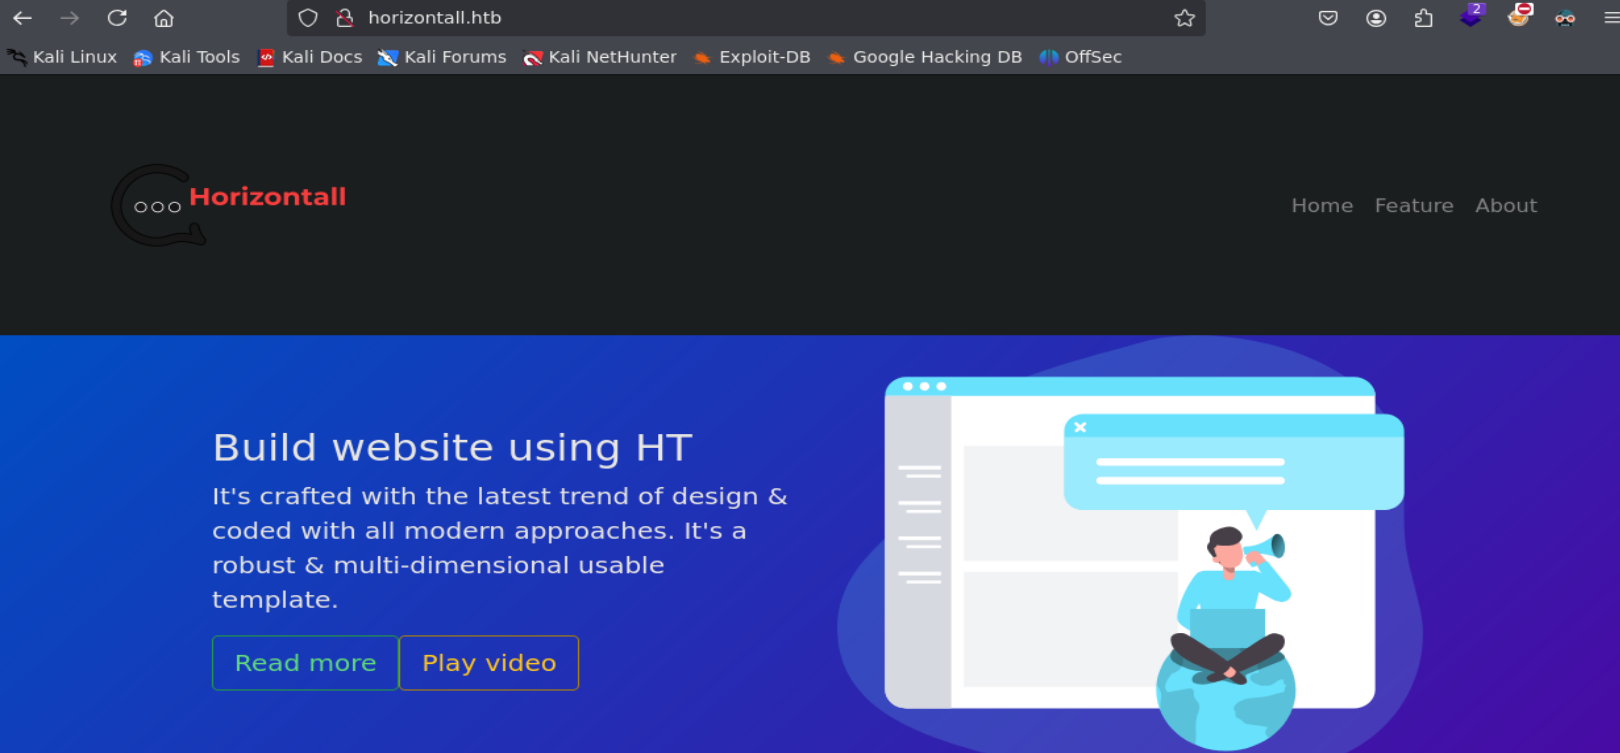 horizontall.htb
2
Kali Linux Kali Tools Kali Docs Kali Forums Kali NetHunter Exploit-DB Google Hacking DB OffSec
Horizontall
Home Feature About
Build website using HT
It's crafted with the latest trend of design &
coded with all modern approaches. It's a
robust & multi-dimensional usable
template.
Read more Play video